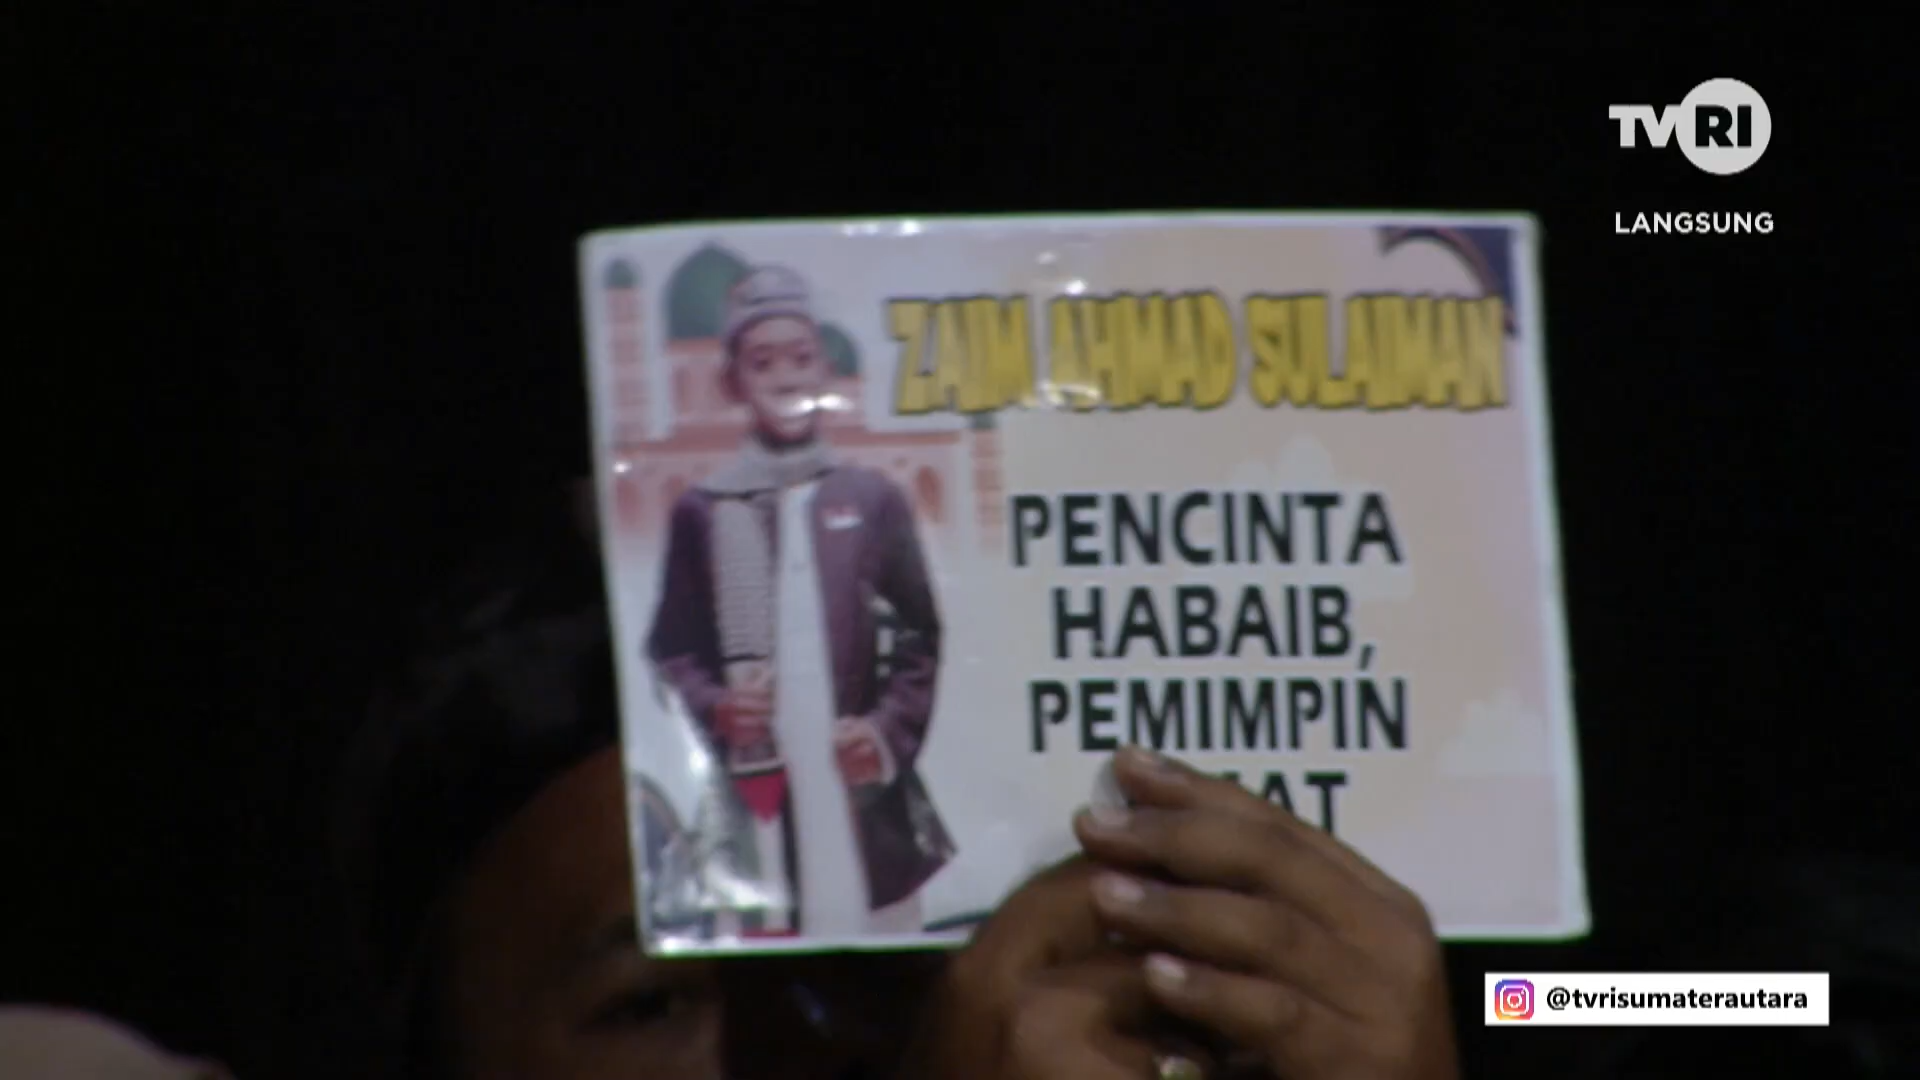 TVRI
LANGSUNG
ZAIM AHMAD SULAIMAN
PENCINTA
HABAIB,
PEMIMPIN
@tvrisumaterautara